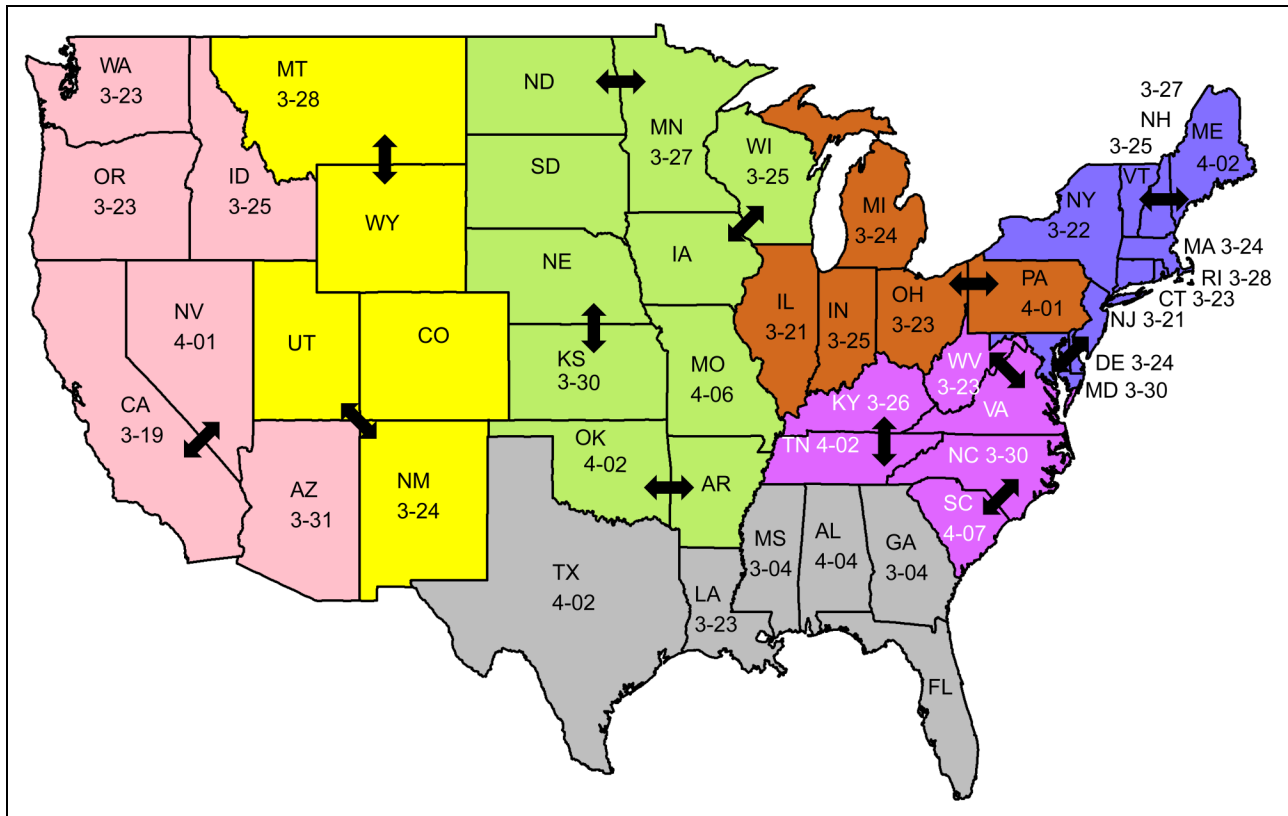 WA
3-23
MT
3-28
ND
MN
3-27
WI
3-25
3-27
NH
3-25
ME
4-02
VT
OR
3-23
ID
3-25
WY
SD
MI
3-24
NY
3-22
MA 3-24
RI 3-28
CT 3-23
NJ 3-21
DE 3-24
MD 3-30
NV
4-01
UT
CO
NE
IA
IL
3-21
IN
3-25
OH
3-23
PA
4-01
CA
3-19
KS
3-30
MO
4-06
WV
3-23
VA
KY 3-26
TN 4-02
NC 3-30
AZ
3-31
NM
3-24
OK
4-02
AR
SC
4-07
TX
4-02
LA
3-23
MS
3-04
AL
4-04
GA
3-04
FL